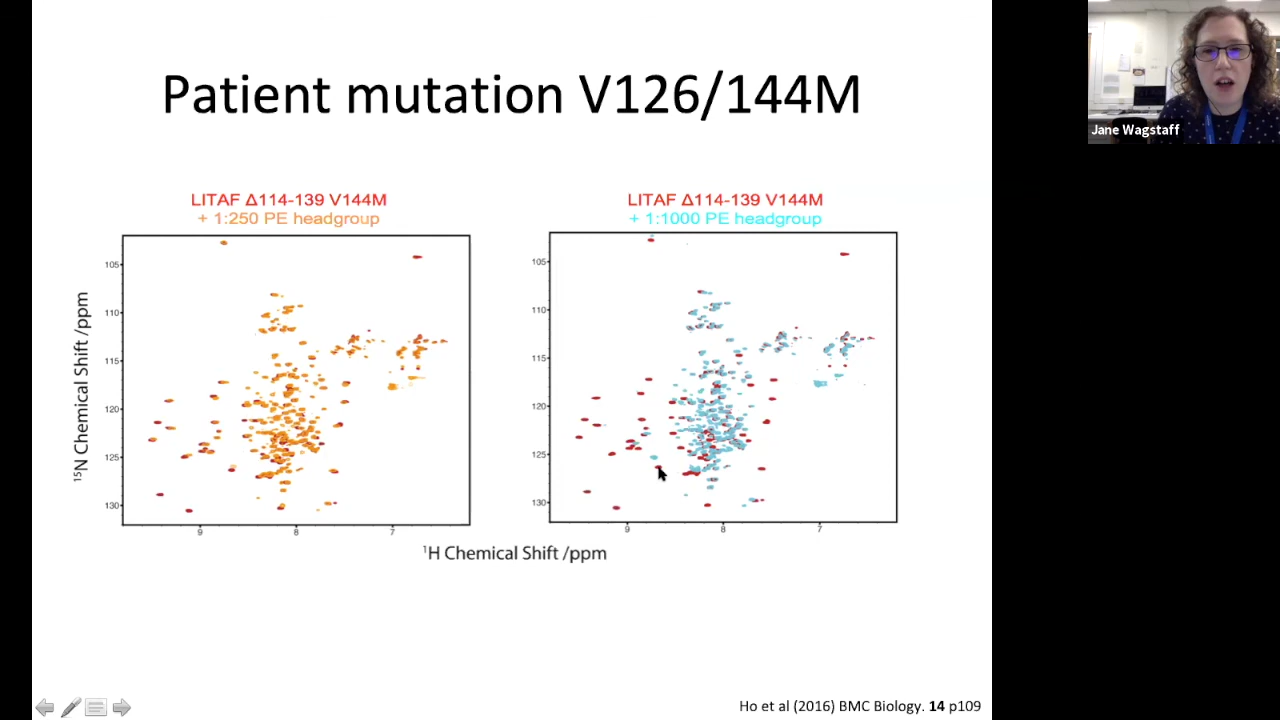 Patient mutation V126/144M
Jane Wagstaff
LITAF Δ114-139 V144M
+ 1:250 PE headgroup
LITAF Δ114-139 V144M
+ 1:1000 PE headgroup
105
110
115
120
125
130
9
8
7
105
110
115
120
125
130
9
8
7
¹⁵N Chemical Shift /ppm
¹H Chemical Shift /ppm
Ho et al (2016) BMC Biology. 14 p109